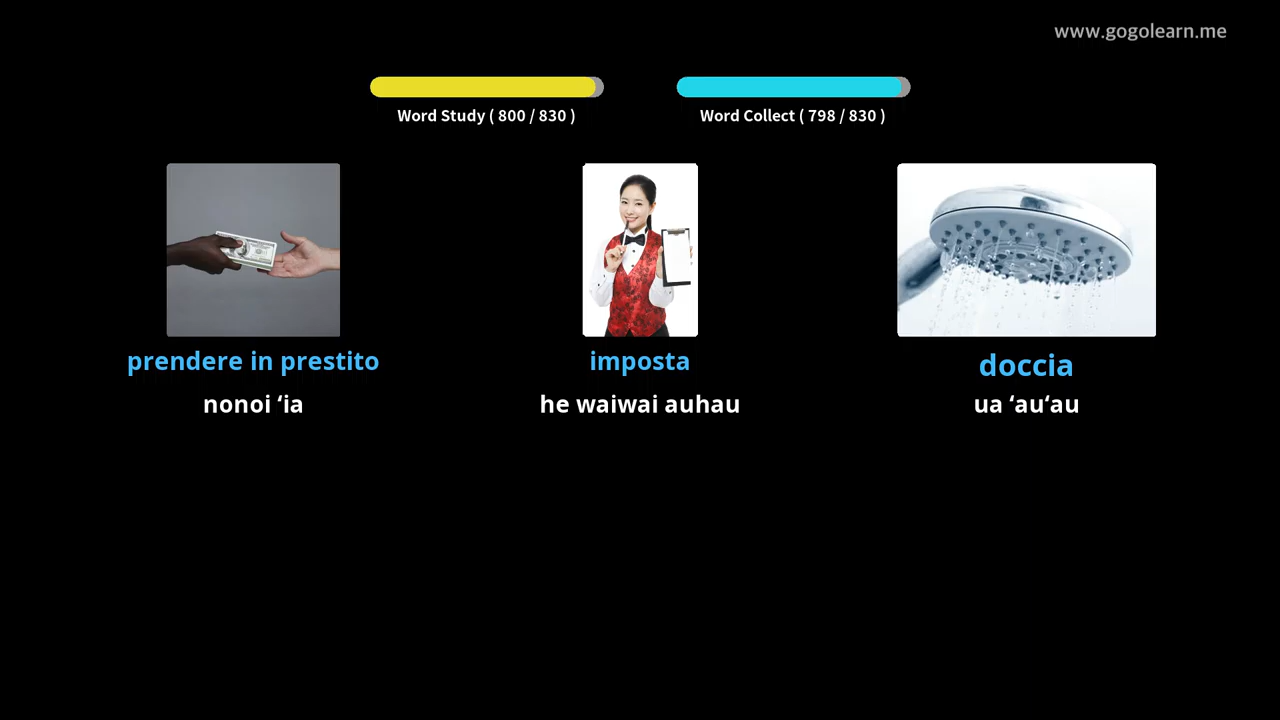 www.gogolearn.me
Word Study ( 800 / 830 )
Word Collect ( 798 / 830 )
prendere in prestito
imposta
doccia
nonoi ʻia
he waiwai auhau
ua ʻauʻau